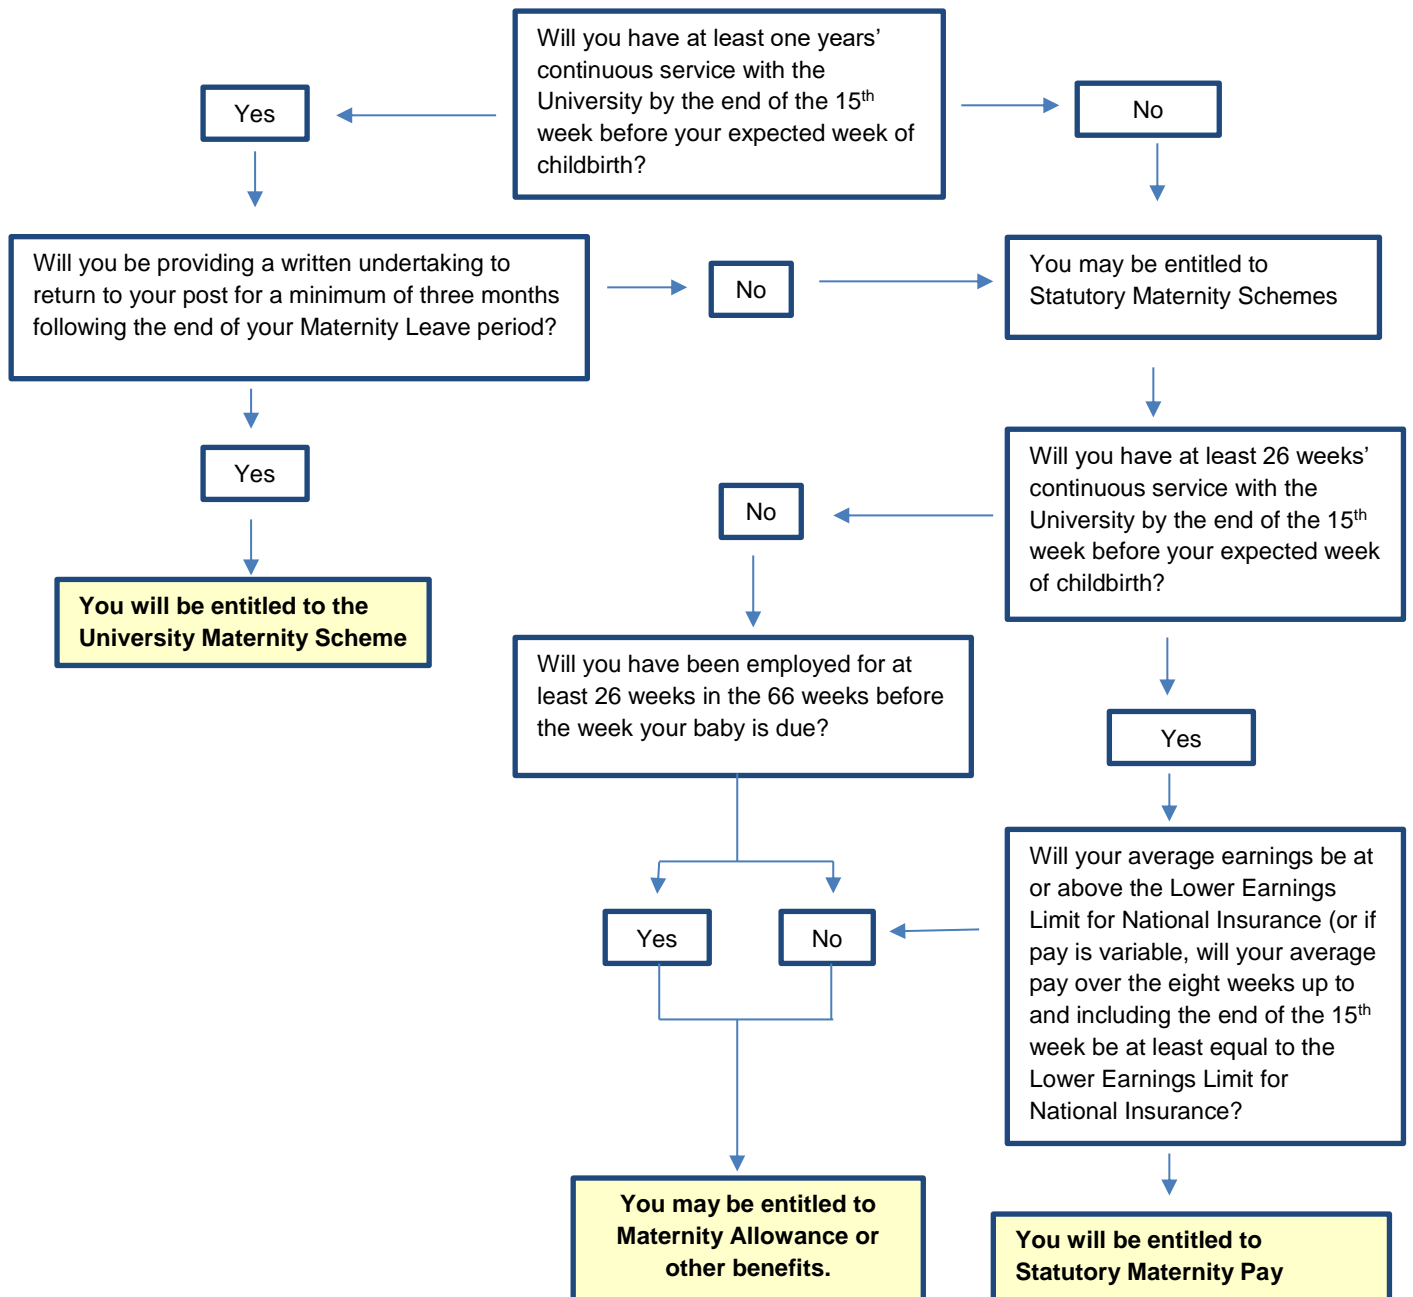 Will you have at least one years’
continuous service with the
University by the end of the 15th
week before your expected week of
childbirth?
Yes
No
Will you be providing a written undertaking to
return to your post for a minimum of three months
following the end of your Maternity Leave period?
No
You may be entitled to
Statutory Maternity Schemes
Yes
Will you have at least 26 weeks’
continuous service with the
University by the end of the 15th
week before your expected week
of childbirth?
No
You will be entitled to the
University Maternity Scheme
Will you have been employed for at
least 26 weeks in the 66 weeks before
the week your baby is due?
Yes
Will your average earnings be at
or above the Lower Earnings
Limit for National Insurance (or if
pay is variable, will your average
pay over the eight weeks up to
and including the end of the 15th
week be at least equal to the
Lower Earnings Limit for
National Insurance?
Yes
No
You may be entitled to
Maternity Allowance or
other benefits.
You will be entitled to
Statutory Maternity Pay